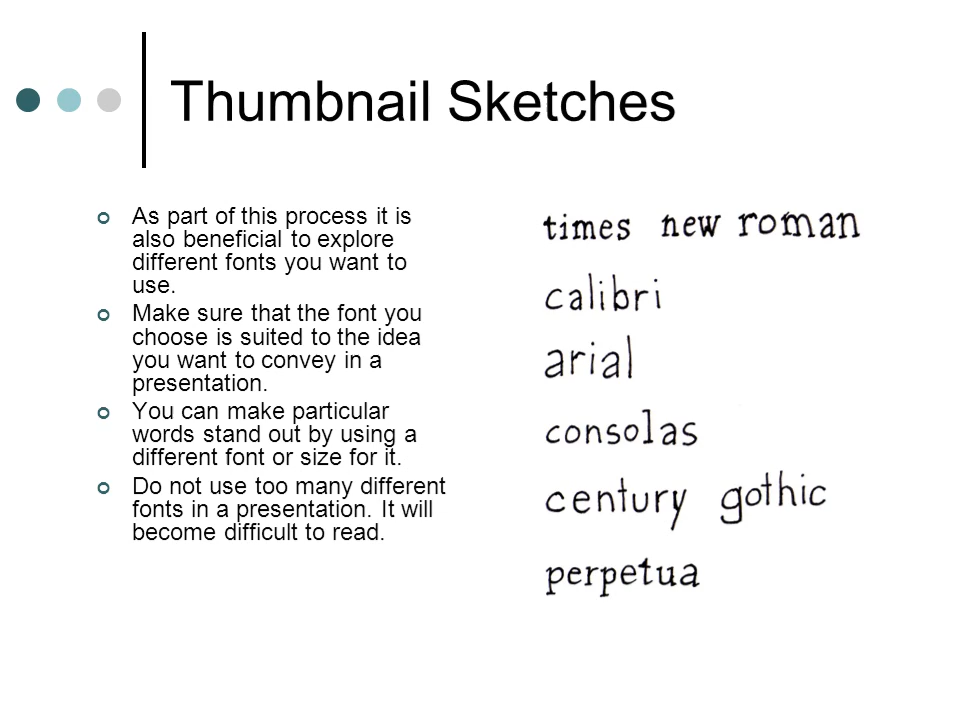 Thumbnail Sketches
As part of this process it is
also beneficial to explore
different fonts you want to
use.
Make sure that the font you
choose is suited to the idea
you want to convey in a
presentation.
You can make particular
words stand out by using a
different font or size for it.
Do not use too many different
fonts in a presentation. It will
become difficult to read.
times new roman
calibri
arial
consolas
century gothic
perpetua